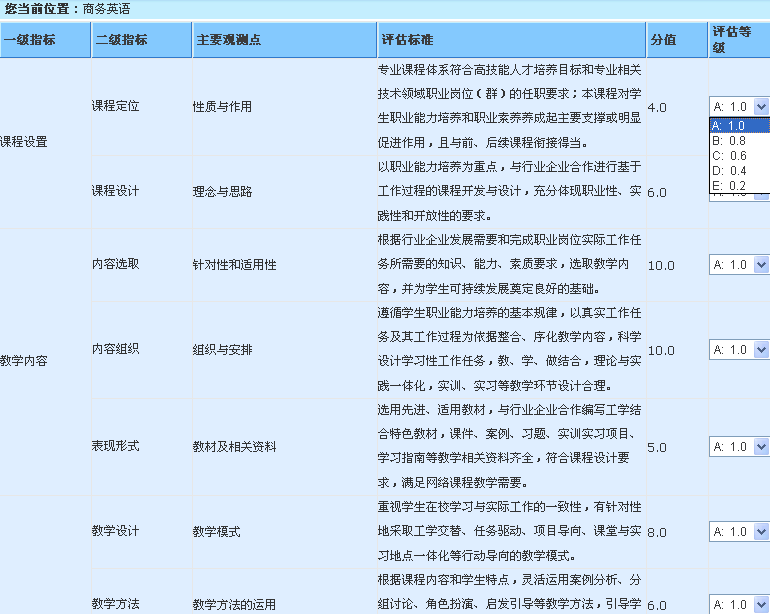 您当前位置：商务英语
一级指标 二级指标 主要观测点 评估标准 分值 评估等级
课程设置
课程定位 性质与作用
专业课程体系符合高技能人才培养目标和专业相关
技术领域职业岗位（群）的任职要求；本课程对学
生职业能力培养和职业素养养成起主要支撑或明显
促进作用，且与前、后续课程衔接得当。
4.0
A: 1.0
A: 1.0
B: 0.8
C: 0.6
D: 0.4
E: 0.2
课程设计 理念与思路
以职业能力培养为重点，与行业企业合作进行基于
工作过程的课程开发与设计，充分体现职业性、实
践性和开放性的要求。
6.0
教学内容
内容选取 针对性和适用性
根据行业企业发展需要和完成职业岗位实际工作任
务所需要的知识、能力、素质要求，选取教学内
容，并为学生可持续发展奠定良好的基础。
10.0 A: 1.0
内容组织 组织与安排
遵循学生职业能力培养的基本规律，以真实工作任
务及其工作过程为依据整合、序化教学内容，科学
设计学习性工作任务，教、学、做结合，理论与实
践一体化，实训、实习等教学环节设计合理。
10.0 A: 1.0
表现形式 教材及相关资料
选用先进、适用教材，与行业企业合作编写工学结
合特色教材，课件、案例、习题、实训实习项目、
学习指南等教学相关资料齐全，符合课程设计要
求，满足网络课程教学需要。
5.0 A: 1.0
教学设计 教学模式
重视学生在校学习与实际工作的一致性，有针对性
地采取工学交替、任务驱动、项目导向、课堂与实
习地点一体化等行动导向的教学模式。
8.0 A: 1.0
教学方法 教学方法的运用
根据课程内容和学生特点，灵活运用案例分析、分
组讨论、角色扮演、启发引导等教学方法，引导学
6.0 A: 1.0